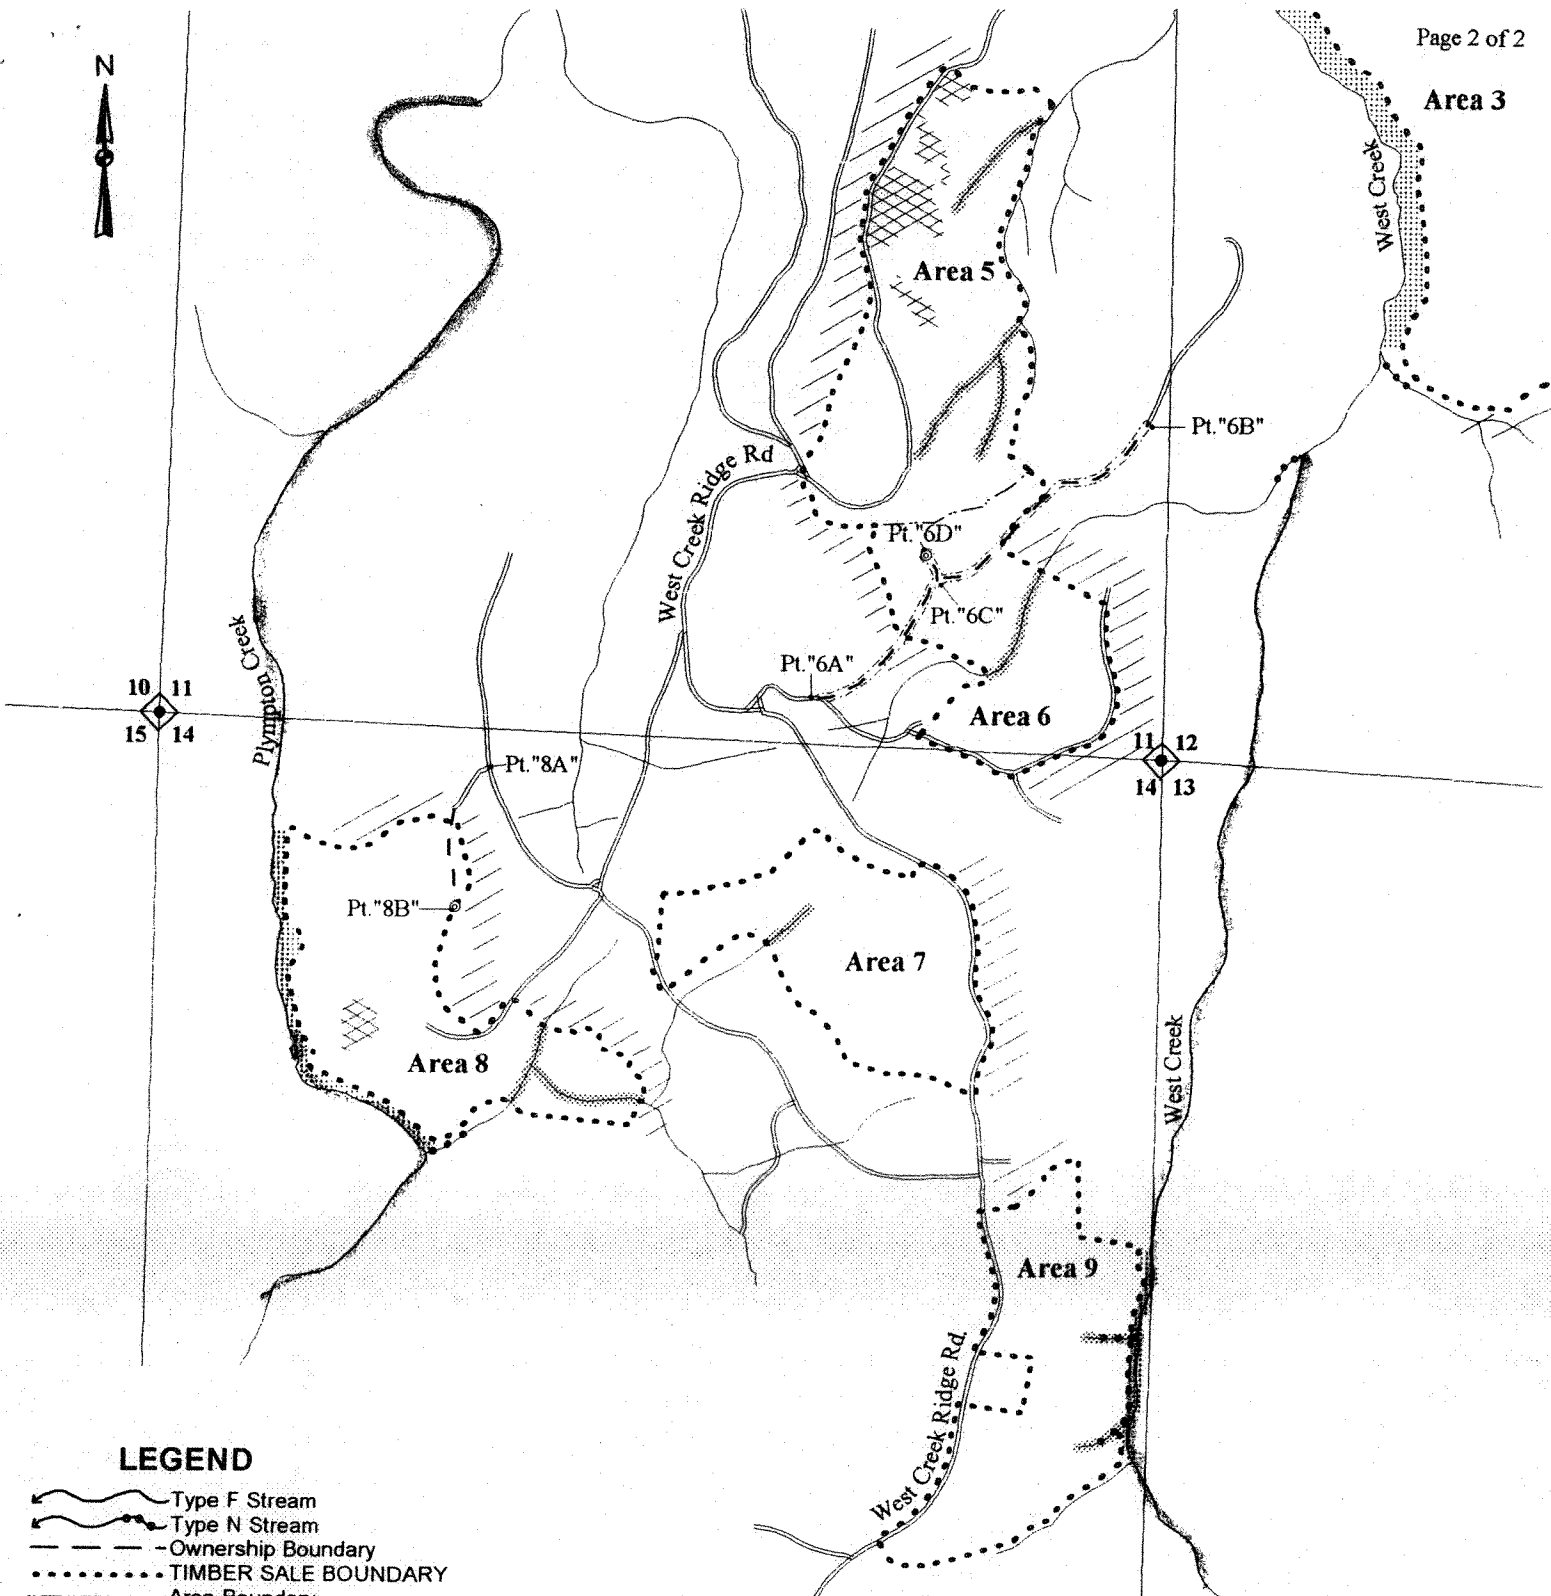 Page 2 of 2
N
Area 3
West Creek
Area 5
Pt."6B"
West Creek Ridge Rd
Pt."6D"
Pt."6C"
Plympton Creek
Pt."6A"
10 11
15 14
Area 6
11 12
14 13
Pt."8A"
Pt."8B"
Area 7
West Creek
Area 8
Area 9
West Creek Ridge Rd.
LEGEND
Type F Stream
Type N Stream
Ownership Boundary
TIMBER SALE BOUNDARY
Area Boundary